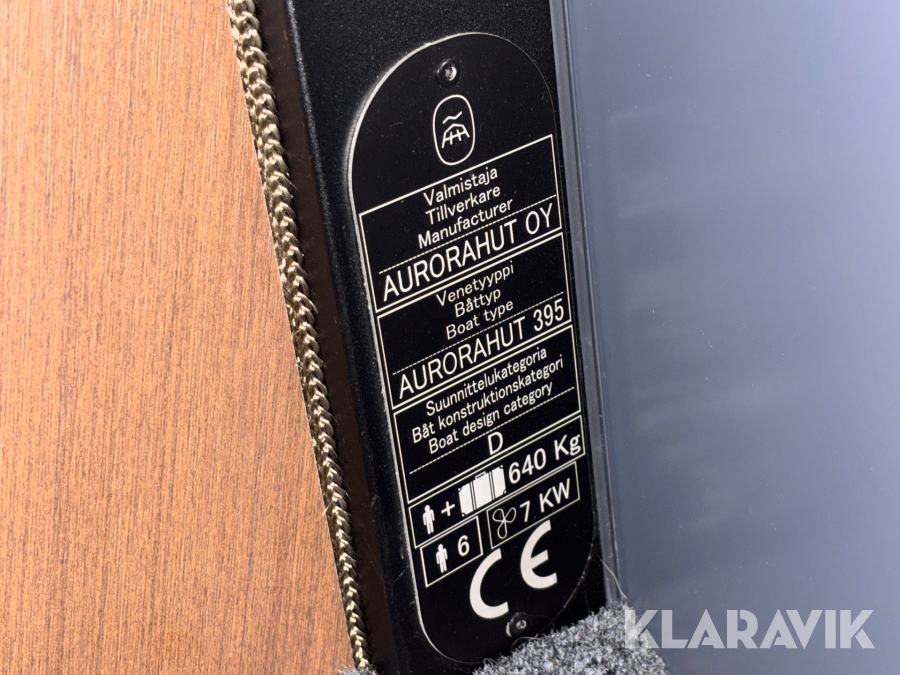 Valmistaja
Tillverkare
Manufacturer
AURORAHUT OY
Venetyyppi
Båttyp
Boat type
AURORAHUT 395
Suunnittelukategoria
Båt konstruktionskategori
Boat design category
D
+ 640 Kg
6 7 KW
CE
KLARAVIK